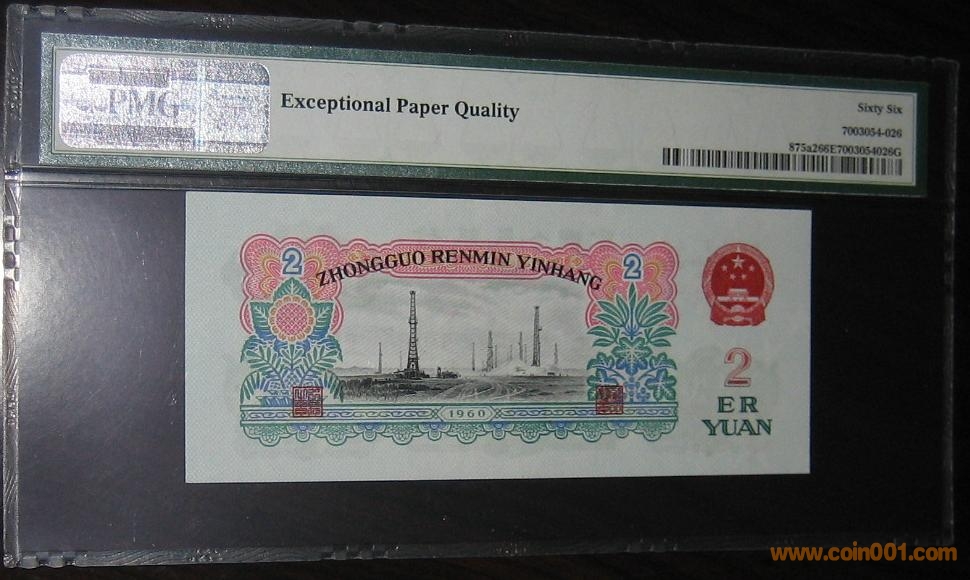 PMG
Exceptional Paper Quality
Sixty Six
7003054-026
875a266E7003054026G
2
ZHONGGUO RENMIN YINHANG
2
1960
2
ER
YUAN
www.coin001.com